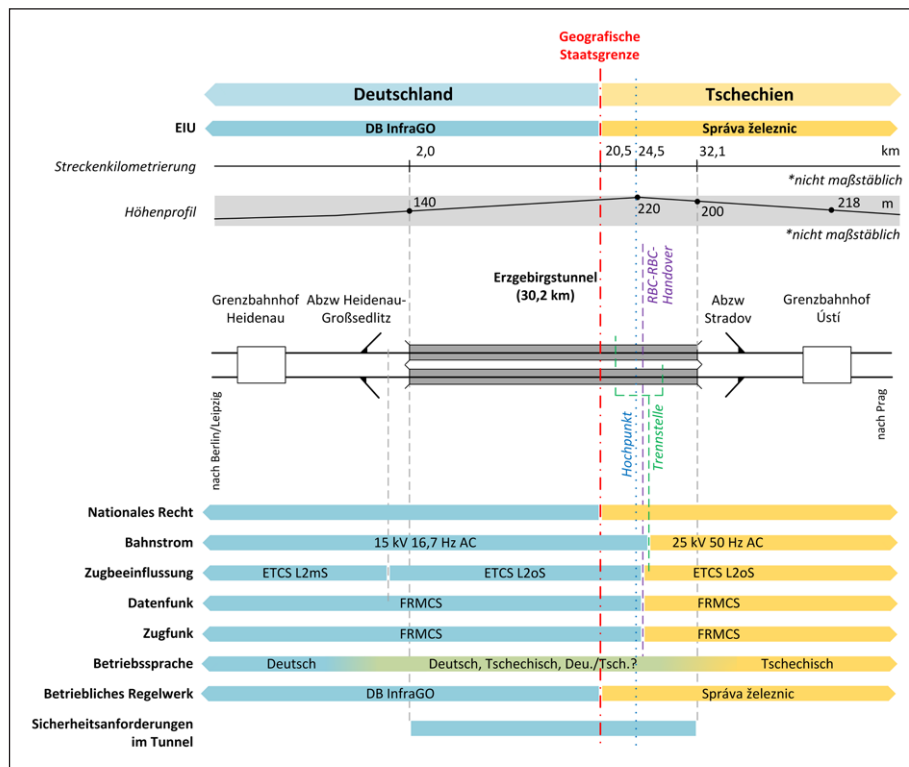 Geografische
Staatsgrenze
Deutschland
Tschechien
EIU
DB InfraGO
Správa železnic
Streckenkilometrierung
2,0
20,5
24,5
32,1
km
*nicht maßstäblich
Höhenprofil
140
220
200
218
m
*nicht maßstäblich
Erzgebirgstunnel
(30,2 km)
RBC-RBC-
Handover
Grenzbahnhof
Heidenau
Abzw Heidenau-
Großsedlitz
Abzw
Stradov
Grenzbahnhof
Ústí
nach Berlin/Leipzig
Hochpunkt
Trennstelle
nach Prag
Nationales Recht
Bahnstrom
15 kV 16,7 Hz AC
25 kV 50 Hz AC
Zugbeeinflussung
ETCS L2mS
ETCS L2oS
ETCS L2oS
Datenfunk
FRMCS
FRMCS
Zugfunk
FRMCS
FRMCS
Betriebssprache
Deutsch
Deutsch, Tschechisch, Deu./Tsch.?
Tschechisch
Betriebliches Regelwerk
DB InfraGO
Správa železnic
Sicherheitsanforderungen
im Tunnel